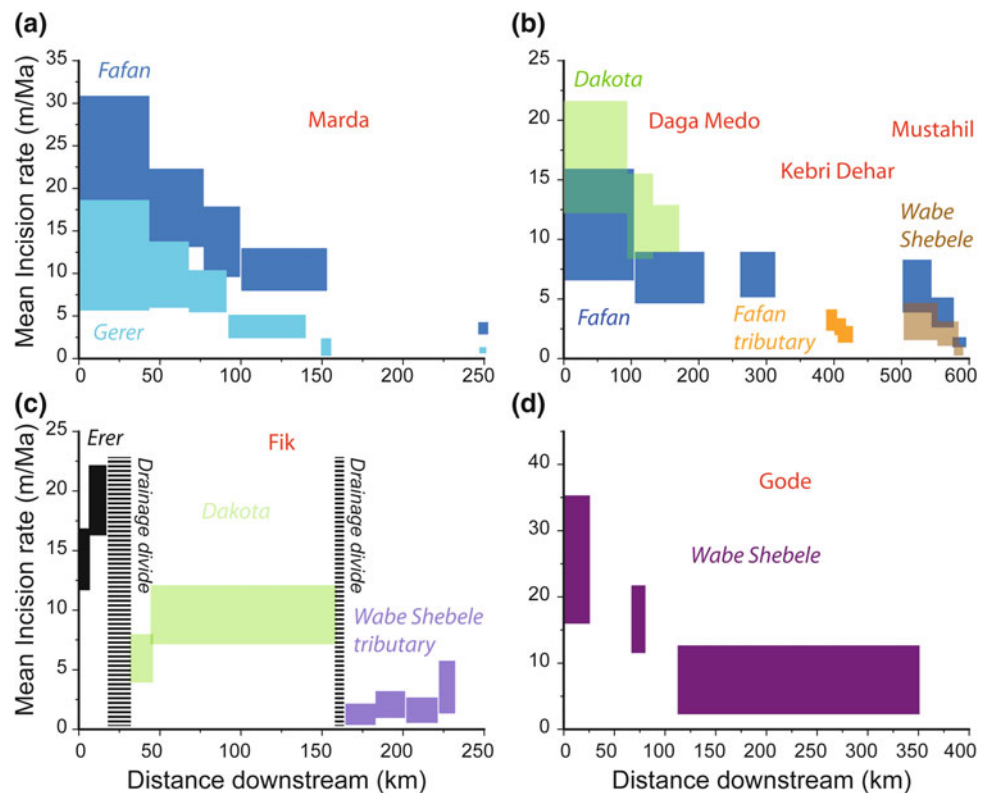 (a)
Mean Incision rate (m/Ma)
35
30
25
20
15
10
5
0
Fafan
Marda
Gerer
0 50 100 150 200 250
(b)
25
20
15
10
5
0
Dakota
Daga Medo
Mustahil
Kebri Dehar
Wabe
Shebele
Fafan
Fafan
tributary
0 100 200 300 400 500 600
(c)
Mean Incision rate (m/Ma)
25
20
15
10
5
0
Erer
Fik
Drainage divide
Dakota
Drainage divide
Wabe Shebele
tributary
0 50 100 150 200 250
Distance downstream (km)
(d)
40
30
20
10
0
Gode
Wabe Shebele
0 50 100 150 200 250 300 350 400
Distance downstream (km)